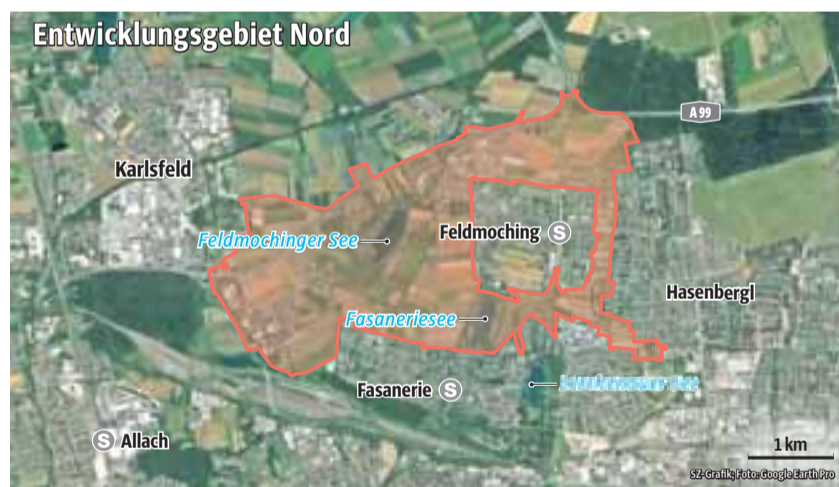 Entwicklungsgebiet Nord
A 99
Karlsfeld
Feldmochinger See
Feldmoching S
Hasenbergl
Fasaneriesee
Fasanerie S
S Allach
1 km
SZ-Grafik; Foto: Google Earth Pro